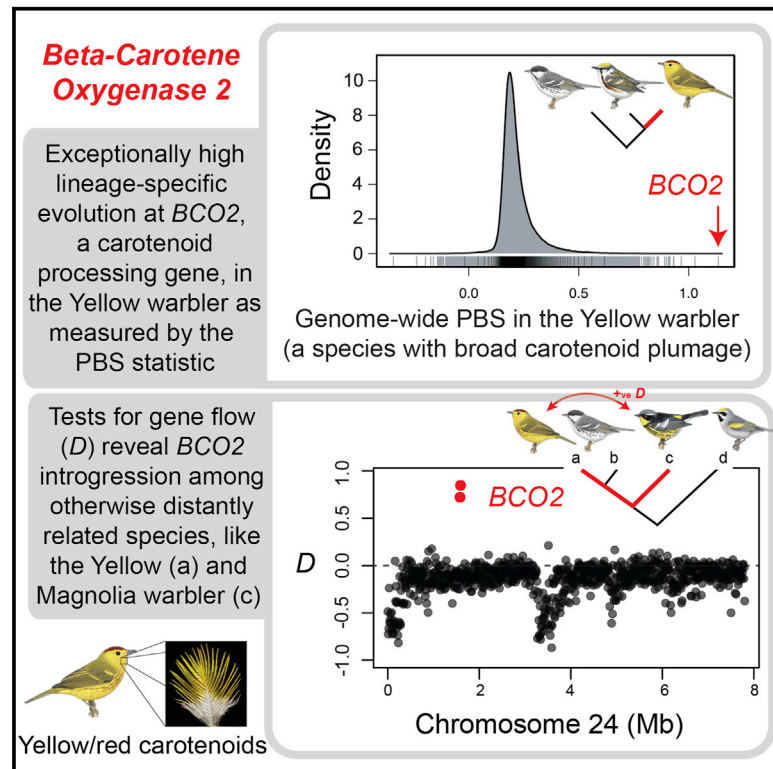 Beta-Carotene
Oxygenase 2
Exceptionally high
lineage-specific
evolution at BCO2,
a carotenoid
processing gene, in
the Yellow warbler as
measured by the
PBS statistic
Density
10
8
6
4
2
0
BCO2
0.0
0.5
1.0
Genome-wide PBS in the Yellow warbler
(a species with broad carotenoid plumage)
Tests for gene flow
(D) reveal BCO2
introgression among
otherwise distantly
related species, like
the Yellow (a) and
Magnolia warbler (c)
Yellow/red carotenoids
+ve D
a
b
c
d
BCO2
D
1.0
0.5
0.0
-0.5
-1.0
0
2
4
6
8
Chromosome 24 (Mb)